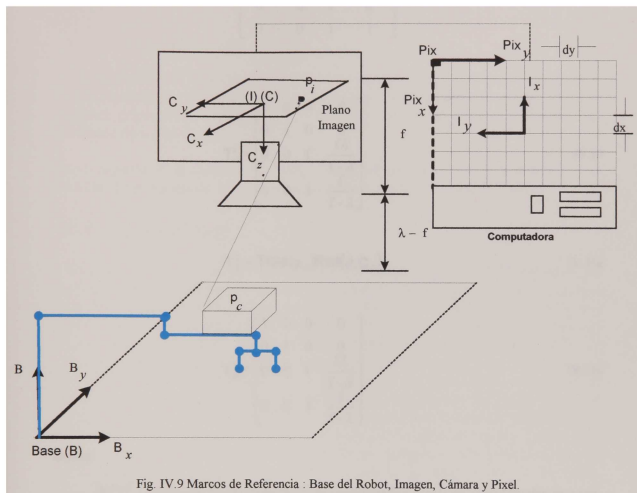 Pix
Pix y
dy
p i
(I) (C)
C y
Plano
Imagen
C x
C z
f
Pix x
I x
I y
dx
λ – f
Computadora
p c
B
B y
Base (B)
B x
Fig. IV.9 Marcos de Referencia : Base del Robot, Imagen, Cámara y Pixel.